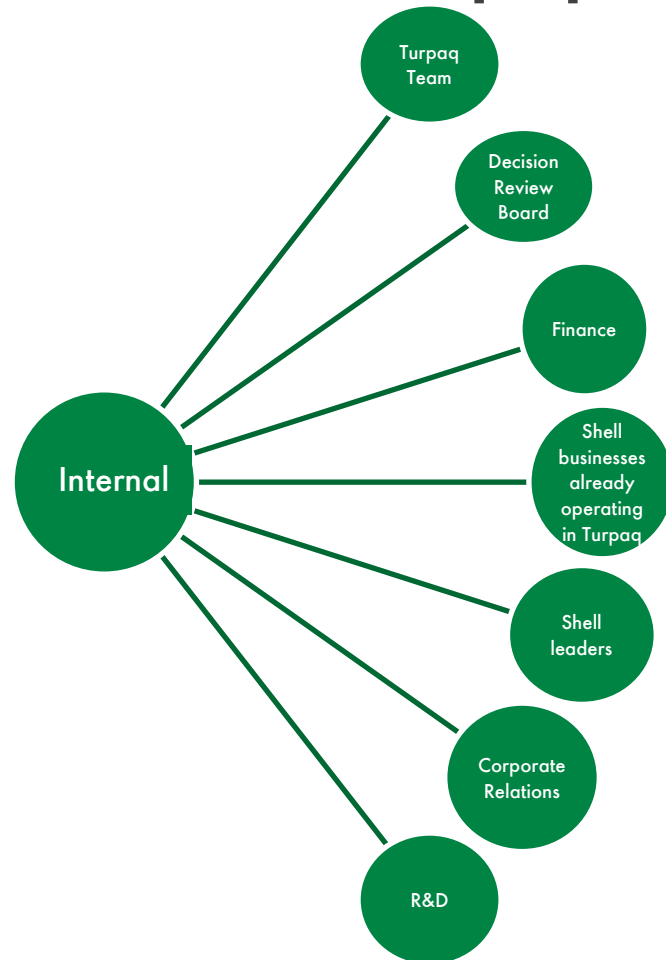 Turpaq
Team
Decision
Review
Board
Finance
Internal
Shell
businesses
already
operating
in Turpaq
Shell
leaders
Corporate
Relations
R&D